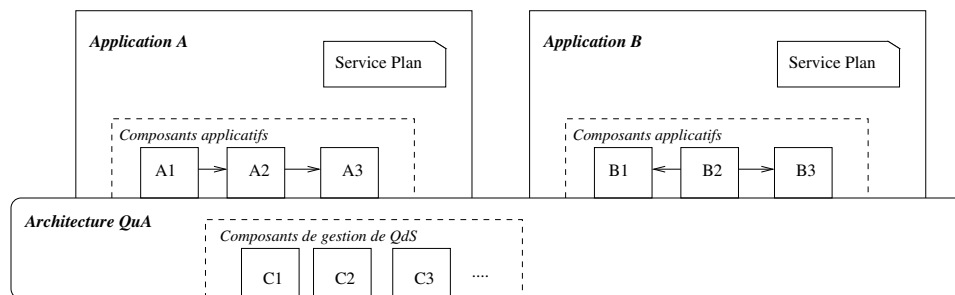 Application A
Service Plan
Composants applicatifs
A1 A2 A3
Application B
Service Plan
Composants applicatifs
B1 B2 B3
Architecture QuA
Composants de gestion de QdS
C1 C2 C3 ....